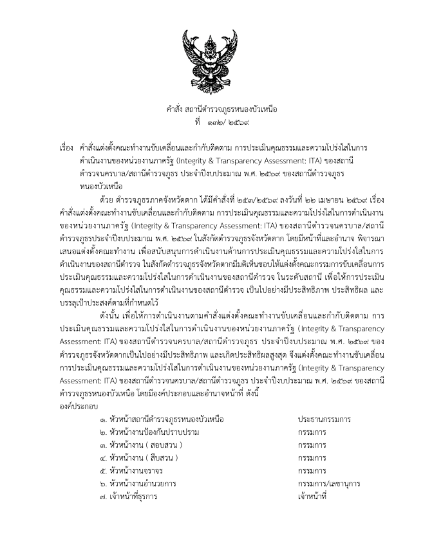 คำสั่ง สถานีตำรวจภูธรหนองบัวเหนือ
ที่ ๑๓๒/ ๒๕๖๙
เรื่อง คำสั่งแต่งตั้งคณะทำงานขับเคลื่อนและกำกับติดตาม การประเมินคุณธรรมและความโปร่งใสในการ
ดำเนินงานของหน่วยงานภาครัฐ (Integrity & Transparency Assessment: ITA) ของสถานี
ตำรวจนครบาล/สถานีตำรวจภูธร ประจำปีงบประมาณ พ.ศ. ๒๕๖๙ ของสถานีตำรวจภูธร
หนองบัวเหนือ
ด้วย ตำรวจภูธรภาคจังหวัดตาก ได้มีคำสั่งที่ ๒๕๓/๒๕๖๙ ลงวันที่ ๒๒ เมษายน ๒๕๖๙ เรื่อง
คำสั่งแต่งตั้งคณะทำงานขับเคลื่อนและกำกับติดตาม การประเมินคุณธรรมและความโปร่งใสในการดำเนินงาน
ของหน่วยงานภาครัฐ (Integrity & Transparency Assessment: ITA) ของสถานีตำรวจนครบาล/สถานี
ตำรวจภูธรประจำปีงบประมาณ พ.ศ. ๒๕๖๙ ในสังกัดตำรวจภูธรจังหวัดตาก โดยมีหน้าที่และอำนาจ พิจารณา
เสนอแต่งตั้งคณะทำงาน เพื่อสนับสนุนการดำเนินงานด้านการประเมินคุณธรรมและความโปร่งใสในการ
ดำเนินงานของสถานีตำรวจ ในสังกัดตำรวจภูธรจังหวัดตากมีมติเห็นชอบให้แต่งตั้งคณะกรรมการขับเคลื่อนการ
ประเมินคุณธรรมและความโปร่งใสในการดำเนินงานของสถานีตำรวจ ในระดับสถานี เพื่อให้การประเมิน
คุณธรรมและความโปร่งใสในการดำเนินงานของสถานีตำรวจ เป็นไปอย่างมีประสิทธิภาพ ประสิทธิผล และ
บรรลุเป้าประสงค์ตามที่กำหนดไว้
ดังนั้น เพื่อให้การดำเนินงานตามคำสั่งแต่งตั้งคณะทำงานขับเคลื่อนและกำกับติดตาม การ
ประเมินคุณธรรมและความโปร่งใสในการดำเนินงานของหน่วยงานภาครัฐ (Integrity & Transparency
Assessment: ITA) ของสถานีตำรวจนครบาล/สถานีตำรวจภูธร ประจำปีงบประมาณ พ.ศ. ๒๕๖๙ ของ
ตำรวจภูธรจังหวัดตากเป็นไปอย่างมีประสิทธิภาพ และเกิดประสิทธิผลสูงสุด จึงแต่งตั้งคณะทำงานขับเคลื่อน
การประเมินคุณธรรมและความโปร่งใสในการดำเนินงานของหน่วยงานภาครัฐ (Integrity & Transparency
Assessment: ITA) ของสถานีตำรวจนครบาล/สถานีตำรวจภูธร ประจำปีงบประมาณ พ.ศ. ๒๕๖๙ ของสถานี
ตำรวจภูธรหนองบัวเหนือ โดยมีองค์ประกอบและอำนาจหน้าที่ ดังนี้
องค์ประกอบ
๑. หัวหน้าสถานีตำรวจภูธรหนองบัวเหนือ ประธานกรรมการ
๒. หัวหน้างานป้องกันปราบปราม กรรมการ
๓. หัวหน้างาน ( สอบสวน ) กรรมการ
๔. หัวหน้างาน ( สืบสวน ) กรรมการ
๕. หัวหน้างานจราจร กรรมการ
๖. หัวหน้างานอำนวยการ กรรมการ/เลขานุการ
๗. เจ้าหน้าที่ธุรการ เจ้าหน้าที่